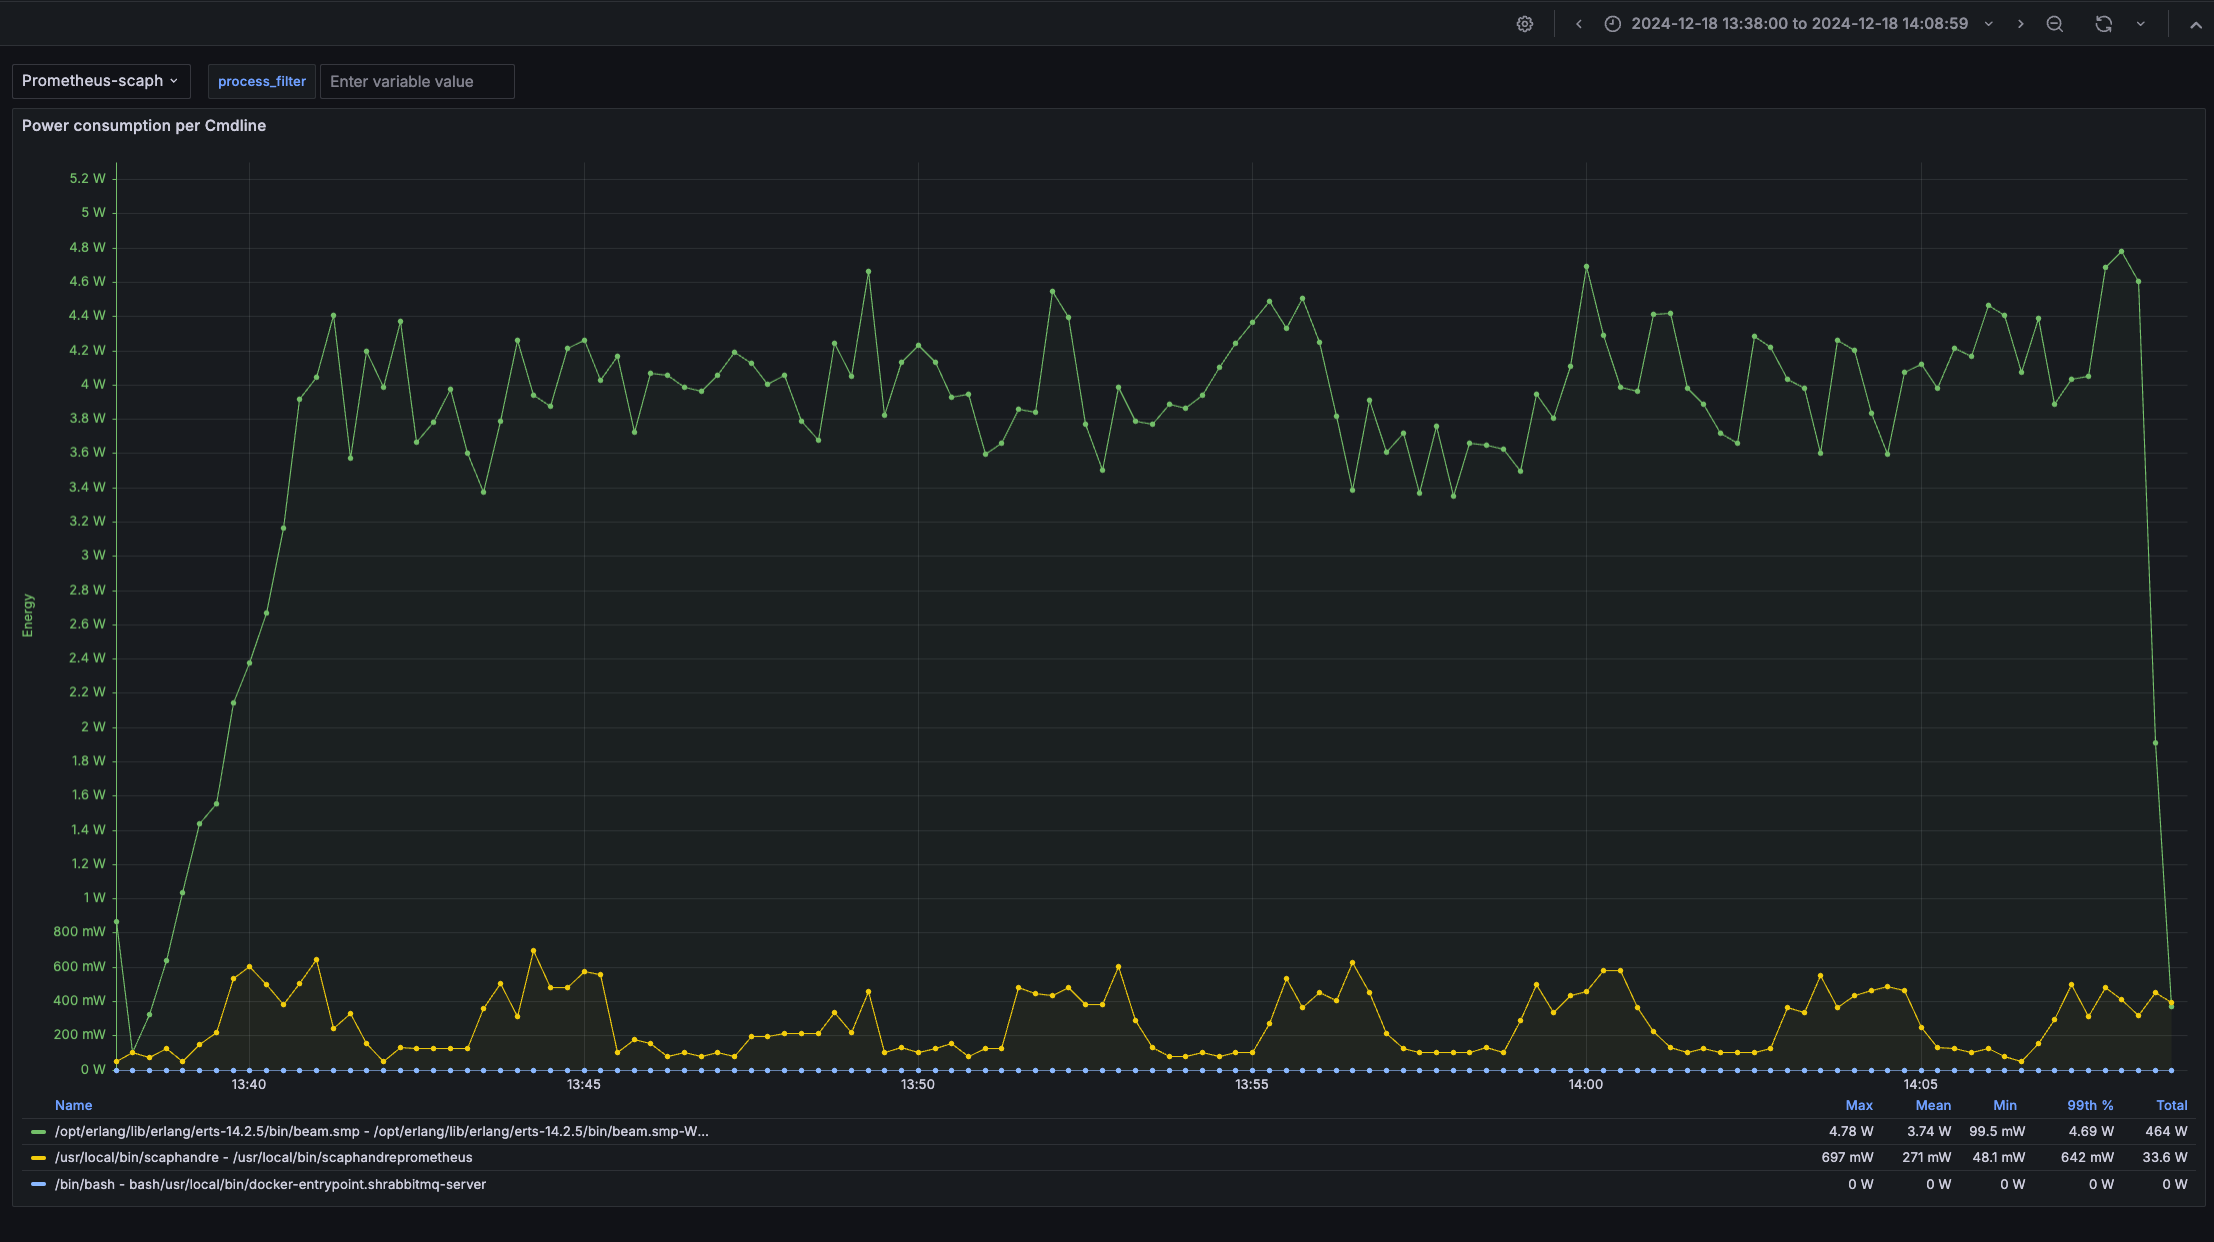 2024-12-18 13:38:00 to 2024-12-18 14:08:59
Prometheus-scaph process_filter Enter variable value
Power consumption per Cmdline
Energy
5.2 W
5 W
4.8 W
4.6 W
4.4 W
4.2 W
4 W
3.8 W
3.6 W
3.4 W
3.2 W
3 W
2.8 W
2.6 W
2.4 W
2.2 W
2 W
1.8 W
1.6 W
1.4 W
1.2 W
1 W
800 mW
600 mW
400 mW
200 mW
0 W
13:40 13:45 13:50 13:55 14:00 14:05
Name Max Mean Min 99th % Total
/opt/erlang/lib/erlang/erts-14.2.5/bin/beam.smp - /opt/erlang/lib/erlang/erts-14.2.5/bin/beam.smp-W... 4.78 W 3.74 W 99.5 mW 4.69 W 464 W
/usr/local/bin/scaphandre - /usr/local/bin/scaphandreprometheus 697 mW 271 mW 48.1 mW 642 mW 33.6 W
/bin/bash - bash/usr/local/bin/docker-entrypoint.shrabbitmq-server 0 W 0 W 0 W 0 W 0 W